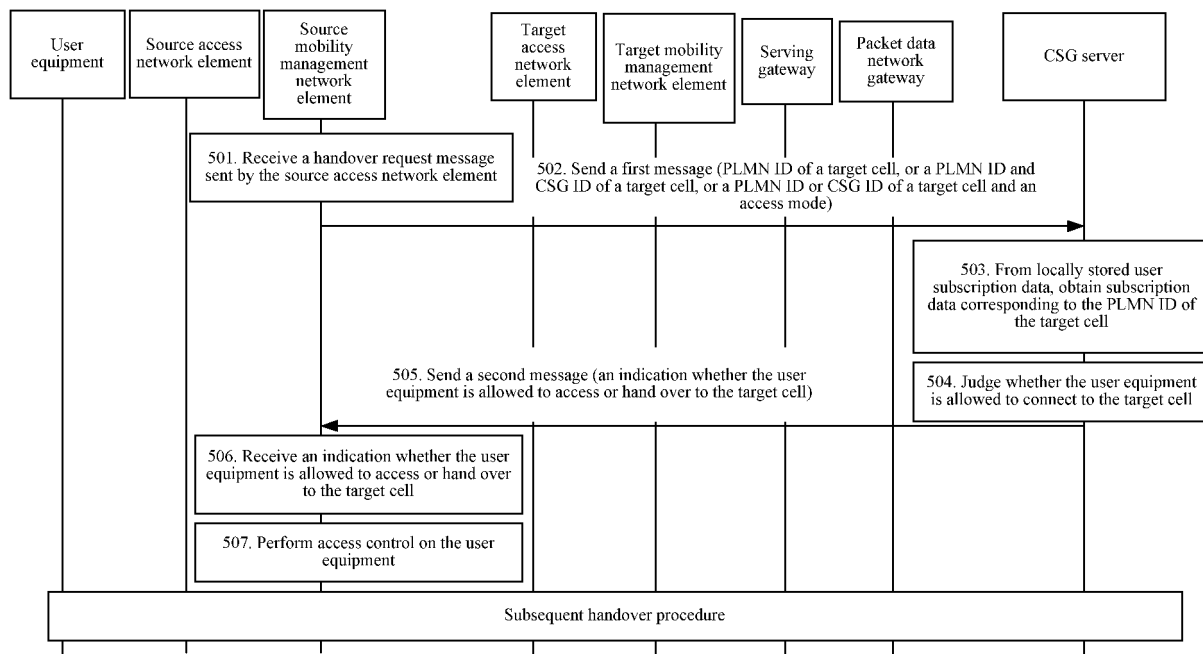 User
equipment
Source access
network element
Source
mobility
management
network
element
Target
access
network
element
Target mobility
management
network element
Serving
gateway
Packet data
network
gateway
CSG server
501. Receive a handover request message
sent by the source access network element
502. Send a first message (PLMN ID of a target cell, or a PLMN ID and
CSG ID of a target cell, or a PLMN ID or CSG ID of a target cell and an
access mode)
503. From locally stored user
subscription data, obtain subscription
data corresponding to the PLMN ID of
the target cell
504. Judge whether the user equipment
is allowed to connect to the target cell
505. Send a second message (an indication whether the user
equipment is allowed to access or hand over to the target cell)
506. Receive an indication whether the user
equipment is allowed to access or hand over
to the target cell
507. Perform access control on the user
equipment
Subsequent handover procedure